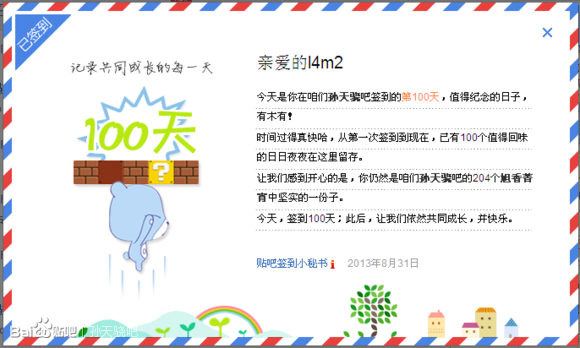 已签到
记录共同成长的每一天
亲爱的l4m2
100天
?
今天是你在咱们孙天骁吧签到的第100天，值得纪念的日子，
有木有！
时间过得真快哈，从第一次签到到现在，已有100个值得回味
的日日夜夜在这里留存。
让我们感到开心的是，你仍然是咱们孙天骁吧的204个旭香菁
宵中坚实的一份子。
今天，签到100天；此后，让我们依然共同成长，并快乐。
贴吧签到小秘书 2013年8月31日
Bai贴吧 孙天骁吧